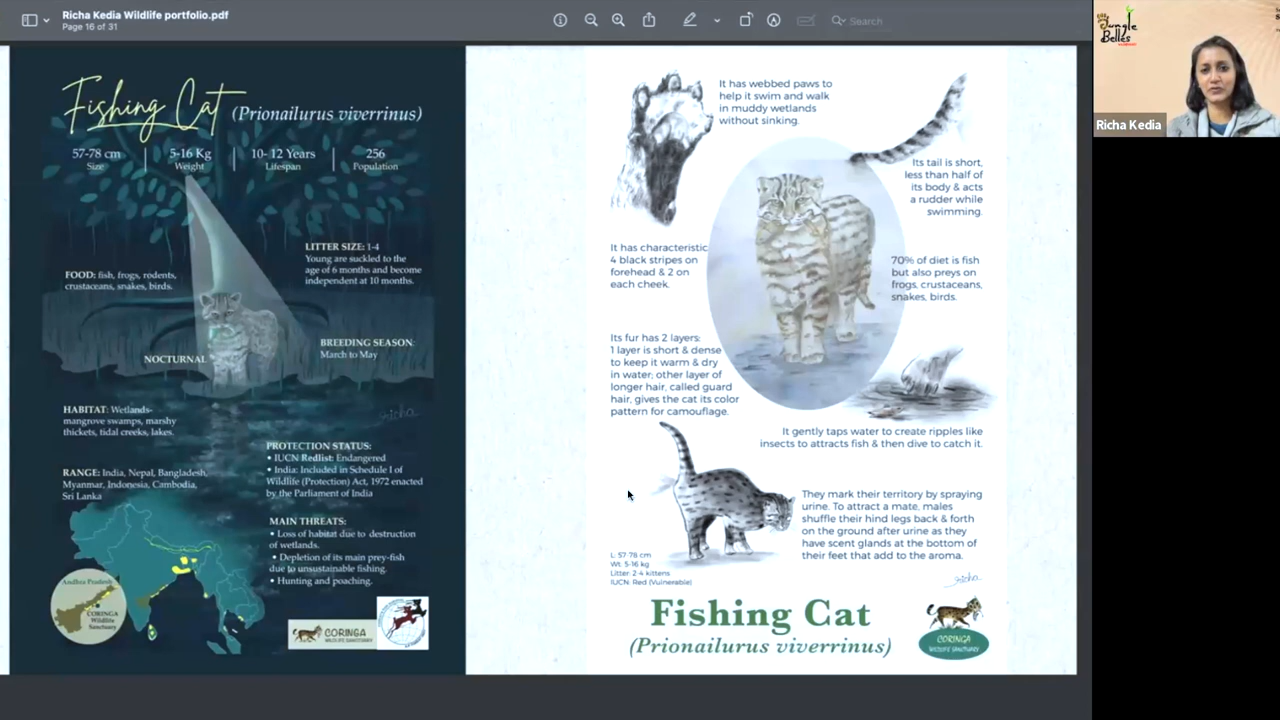 Richa Kedia Wildlife portfolio.pdf
Page 16 of 31
Search
Jungle
Belles
Richa Kedia
Fishing Cat (Prionailurus viverrinus)
57-78 cm
Size
5-16 Kg
Weight
10- 12 Years
Lifespan
256
Population
LITTER SIZE: 1-4
Young are suckled to the
age of 6 months and become
independent at 10 months.
FOOD: fish, frogs, rodents,
crustaceans, snakes, birds.
BREEDING SEASON:
March to May
NOCTURNAL
HABITAT: Wetlands-
mangrove swamps, marshy
thickets, tidal creeks, lakes.
richa
PROTECTION STATUS:
• IUCN Redlist: Endangered
• India: Included in Schedule I of
Wildlife (Protection) Act, 1972 enacted
by the Parliament of India
RANGE: India, Nepal, Bangladesh,
Myanmar, Indonesia, Cambodia,
Sri Lanka
MAIN THREATS:
• Loss of habitat due to destruction
of wetlands.
• Depletion of its main prey-fish
due to unsustainable fishing.
• Hunting and poaching.
Andhra Pradesh
CORINGA
Wildlife
Sanctuary
CORINGA
WILDLIFE SANCTUARY
It has webbed paws to
help it swim and walk
in muddy wetlands
without sinking.
Its tail is short,
less than half of
its body & acts
a rudder while
swimming.
It has characteristic
4 black stripes on
forehead & 2 on
each cheek.
70% of diet is fish
but also preys on
frogs, crustaceans,
snakes, birds.
Its fur has 2 layers:
1 layer is short & dense
to keep it warm & dry
in water; other layer of
longer hair, called guard
hair, gives the cat its color
pattern for camouflage.
It gently taps water to create ripples like
insects to attracts fish & then dive to catch it.
They mark their territory by spraying
urine. To attract a mate, males
shuffle their hind legs back & forth
on the ground after urine as they
have scent glands at the bottom of
their feet that add to the aroma.
L: 57-78 cm
Wt: 5-16 kg
Litter: 2-4 kittens
IUCN: Red (Vulnerable)
richa
Fishing Cat
(Prionailurus viverrinus)
CORINGA
WILDLIFE SANCTUARY